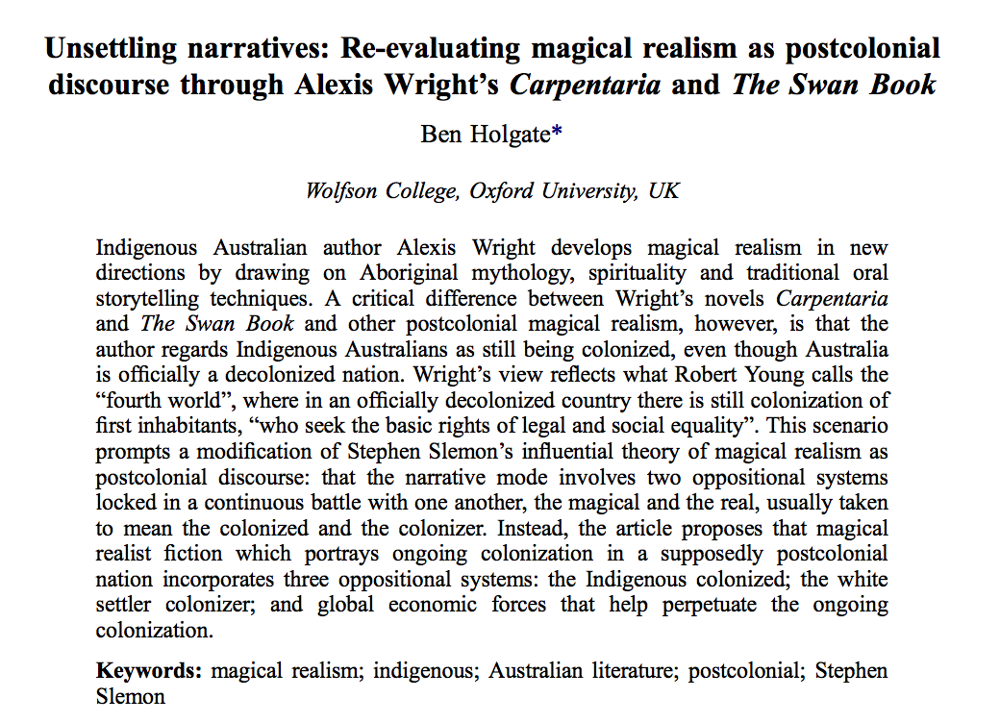 Unsettling narratives: Re-evaluating magical realism as postcolonial
discourse through Alexis Wright’s Carpentaria and The Swan Book
Ben Holgate*
Wolfson College, Oxford University, UK
Indigenous Australian author Alexis Wright develops magical realism in new
directions by drawing on Aboriginal mythology, spirituality and traditional oral
storytelling techniques. A critical difference between Wright’s novels Carpentaria
and The Swan Book and other postcolonial magical realism, however, is that the
author regards Indigenous Australians as still being colonized, even though Australia
is officially a decolonized nation. Wright’s view reflects what Robert Young calls the
“fourth world”, where in an officially decolonized country there is still colonization of
first inhabitants, “who seek the basic rights of legal and social equality”. This scenario
prompts a modification of Stephen Slemon’s influential theory of magical realism as
postcolonial discourse: that the narrative mode involves two oppositional systems
locked in a continuous battle with one another, the magical and the real, usually taken
to mean the colonized and the colonizer. Instead, the article proposes that magical
realist fiction which portrays ongoing colonization in a supposedly postcolonial
nation incorporates three oppositional systems: the Indigenous colonized; the white
settler colonizer; and global economic forces that help perpetuate the ongoing
colonization.
Keywords: magical realism; indigenous; Australian literature; postcolonial; Stephen
Slemon